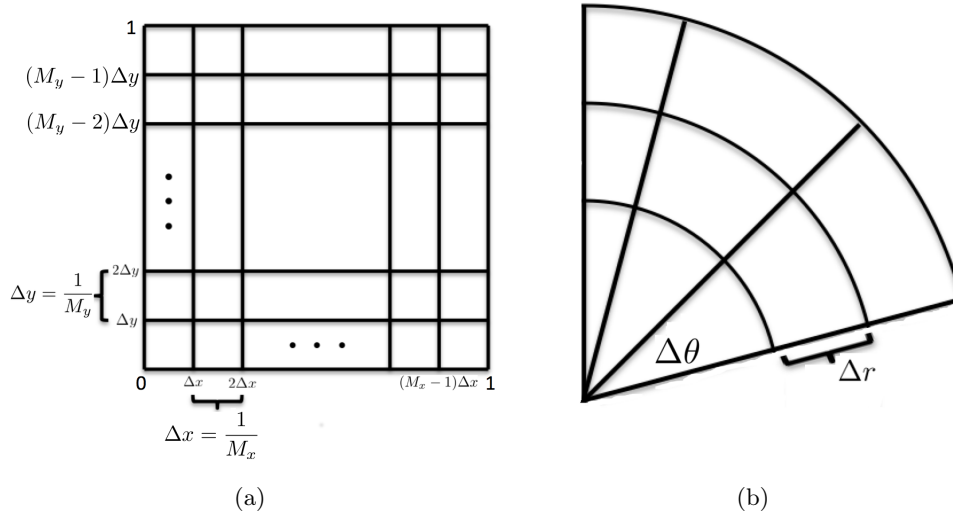 1
(M_y − 1)Δy
(M_y − 2)Δy
2Δy
Δy = 1/M_y
Δy
0 Δx 2Δx (M_x−1)Δx 1
Δx = 1/M_x
(a)
Δθ
Δr
(b)